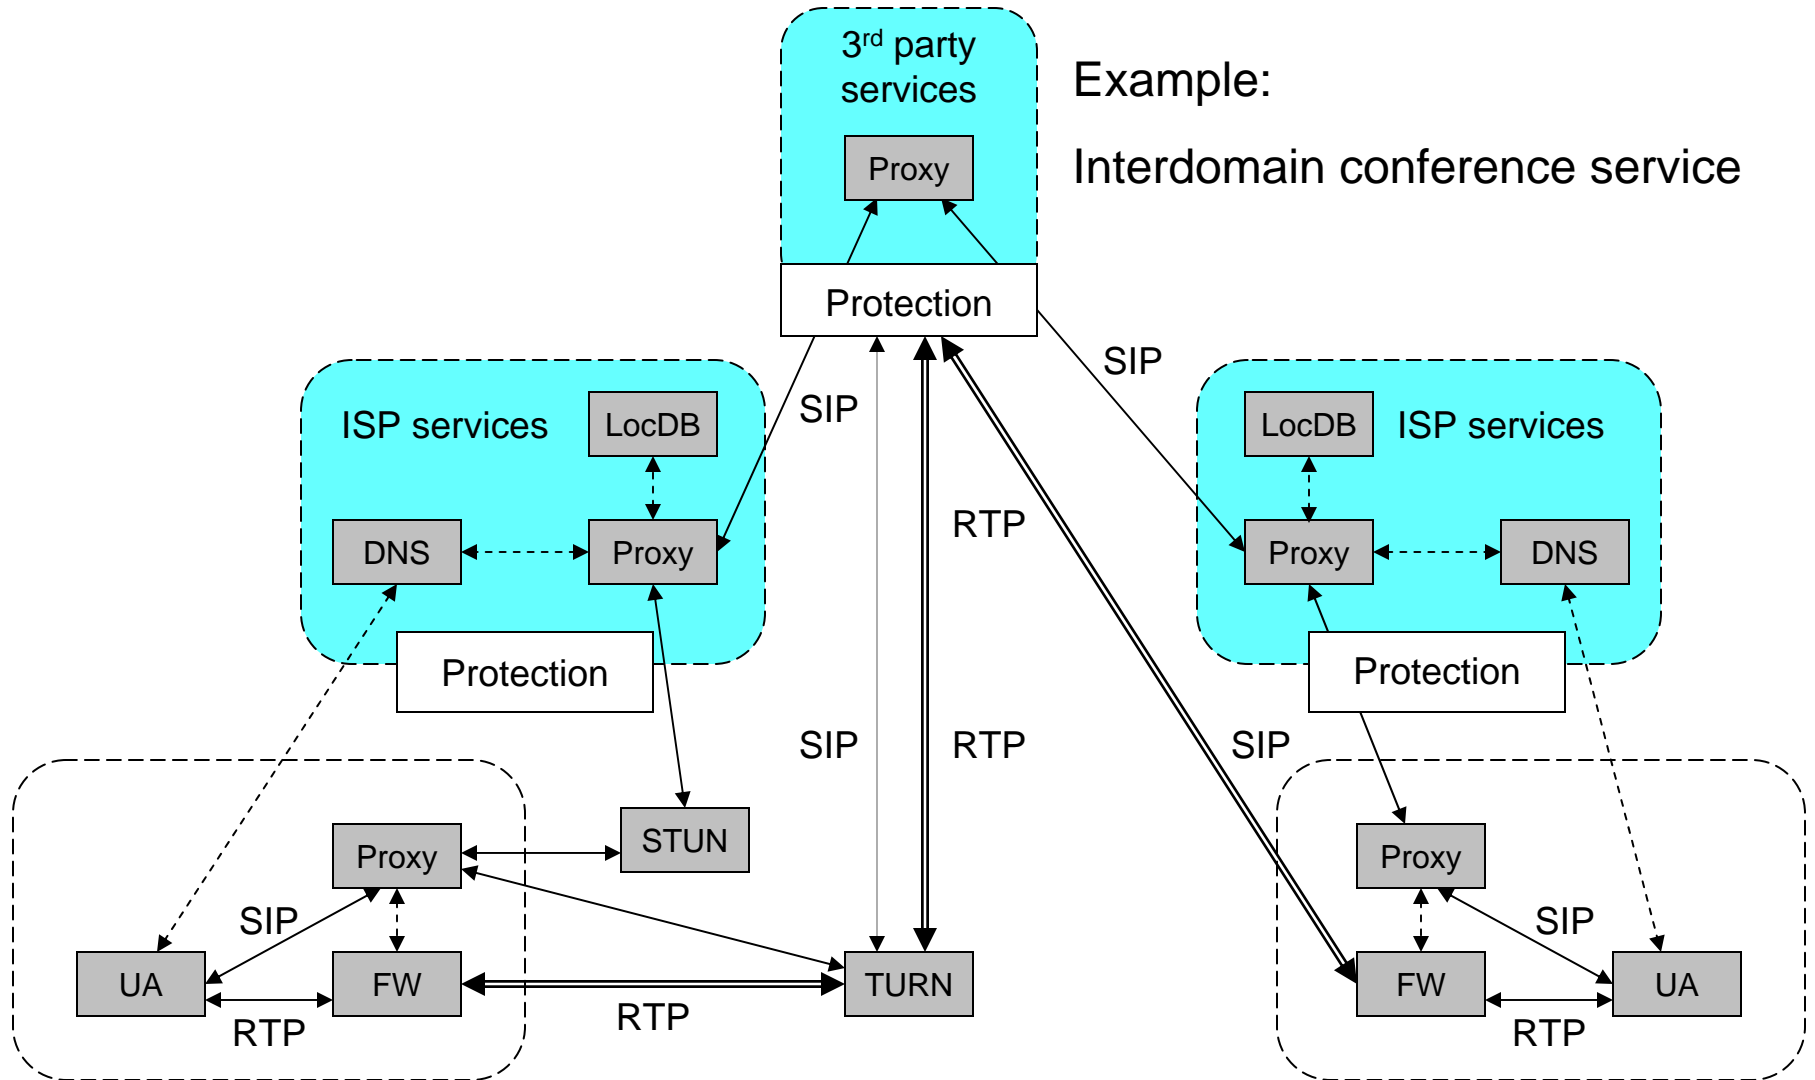 3rd party
services
Example:
Proxy
Interdomain conference service
Protection
SIP
SIP
ISP services
LocDB
LocDB
ISP services
RTP
DNS
Proxy
Proxy
DNS
Protection
Protection
SIP
RTP
SIP
Proxy
STUN
Proxy
SIP
SIP
UA
FW
TURN
FW
UA
RTP
RTP
RTP